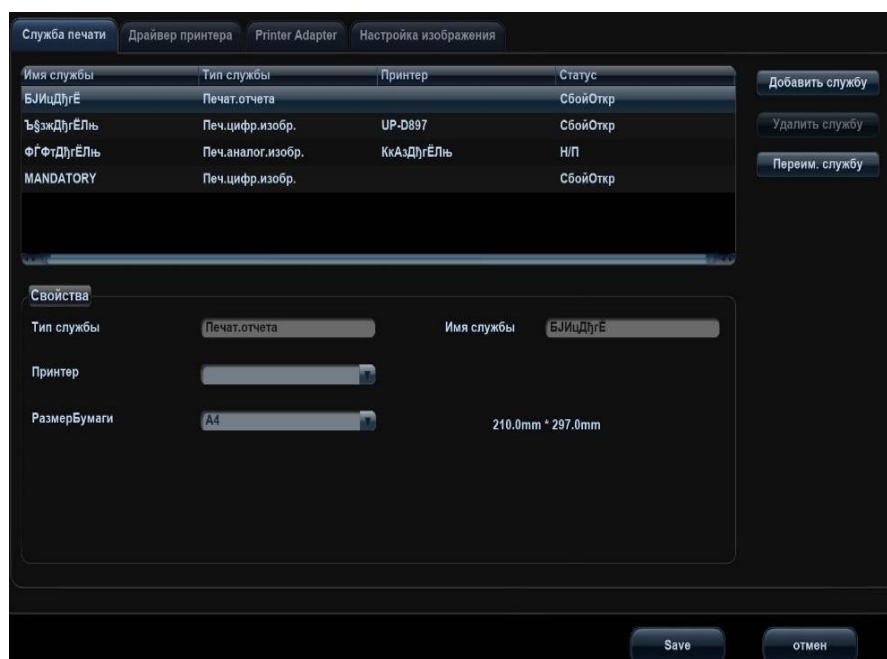 Служба печати Драйвер принтера Printer Adapter Настройка изображения
Имя службы Тип службы Принтер Статус
БЈИцДђгЁ Печат.отчета СбойОткр
Ъ§зжДђгЁЛњ Печ.цифр.изобр. UP-D897 СбойОткр
ФЃФтДђгЁЛњ Печ.аналог.изобр. КкАзДђгЁЛњ Н/П
MANDATORY Печ.цифр.изобр. СбойОткр
Добавить службу
Удалить службу
Переим. службу
Свойства
Тип службы Печат.отчета Имя службы БЈИцДђгЁ
Принтер
РазмерБумаги A4 210.0mm * 297.0mm
Save отмен